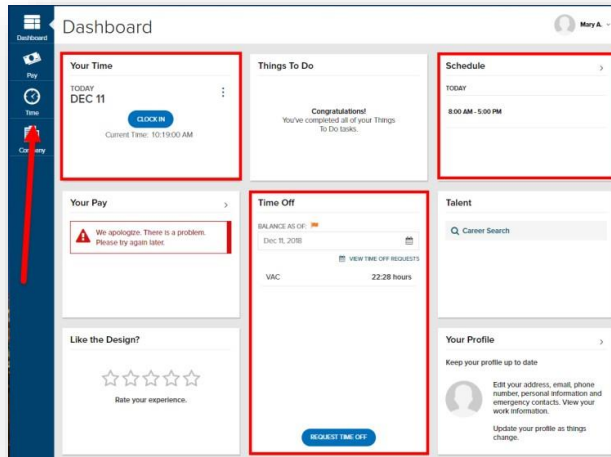 Dashboard
Pay
Time
Company
Dashboard
Mary A.
Your Time
TODAY
DEC 11
CLOCK IN
Current Time: 10:19:00 AM
Things To Do
Congratulations!
You've completed all of your Things
To Do tasks.
Schedule
TODAY
8:00 AM - 5:00 PM
Your Pay
We apologize. There is a problem.
Please try again later.
Time Off
BALANCE AS OF:
Dec 11, 2018
VIEW TIME OFF REQUESTS
VAC 22:28 hours
REQUEST TIME OFF
Talent
Career Search
Like the Design?
Rate your experience.
Your Profile
Keep your profile up to date
Edit your address, email, phone
number, personal information and
emergency contacts. View your
work information.
Update your profile as things
change.